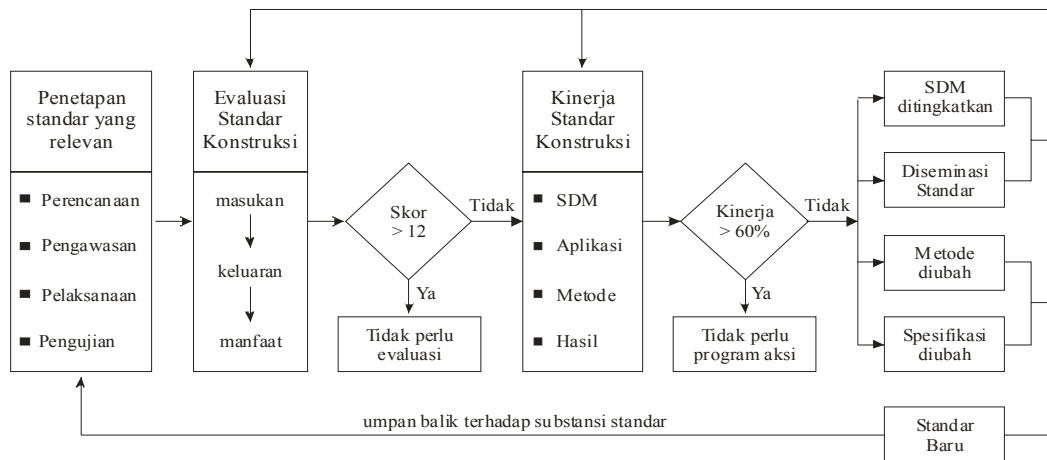 Penetapan
standar yang
relevan
Perencanaan
Pengawasan
Pelaksanaan
Pengujian
Evaluasi
Standar
Konstruksi
masukan
keluaran
manfaat
Skor
> 12
Tidak
Ya
Tidak perlu
evaluasi
Kinerja
Standar
Konstruksi
SDM
Aplikasi
Metode
Hasil
Kinerja
> 60%
Tidak
Ya
Tidak perlu
program aksi
SDM
ditingkatkan
Diseminasi
Standar
Metode
diubah
Spesifikasi
diubah
Standar
Baru
umpan balik terhadap substansi standar